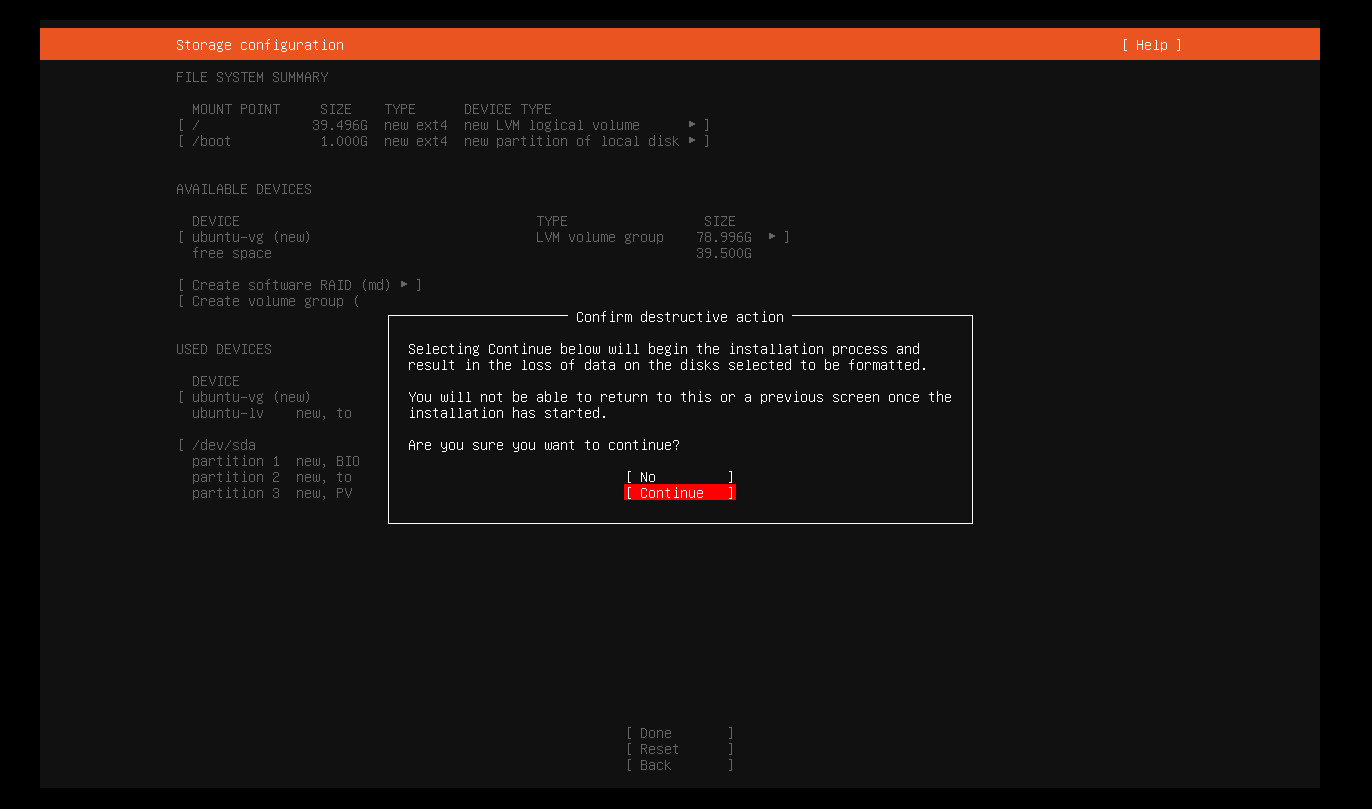 Storage configuration [ Help ]
FILE SYSTEM SUMMARY
MOUNT POINT SIZE TYPE DEVICE TYPE
[ / 39.496G new ext4 new LVM logical volume ▸ ]
[ /boot 1.000G new ext4 new partition of local disk ▸ ]
AVAILABLE DEVICES
DEVICE TYPE SIZE
[ ubuntu-vg (new) LVM volume group 78.996G ▸ ]
free space 39.500G
[ Create software RAID (md) ▸ ]
[ Create volume group (
USED DEVICES
DEVICE
[ ubuntu-vg (new)
ubuntu-lv new, to
[ /dev/sda
partition 1 new, BIO
partition 2 new, to
partition 3 new, PV
Confirm destructive action
Selecting Continue below will begin the installation process and
result in the loss of data on the disks selected to be formatted.
You will not be able to return to this or a previous screen once the
installation has started.
Are you sure you want to continue?
[ No ]
[ Continue ]
[ Done ]
[ Reset ]
[ Back ]